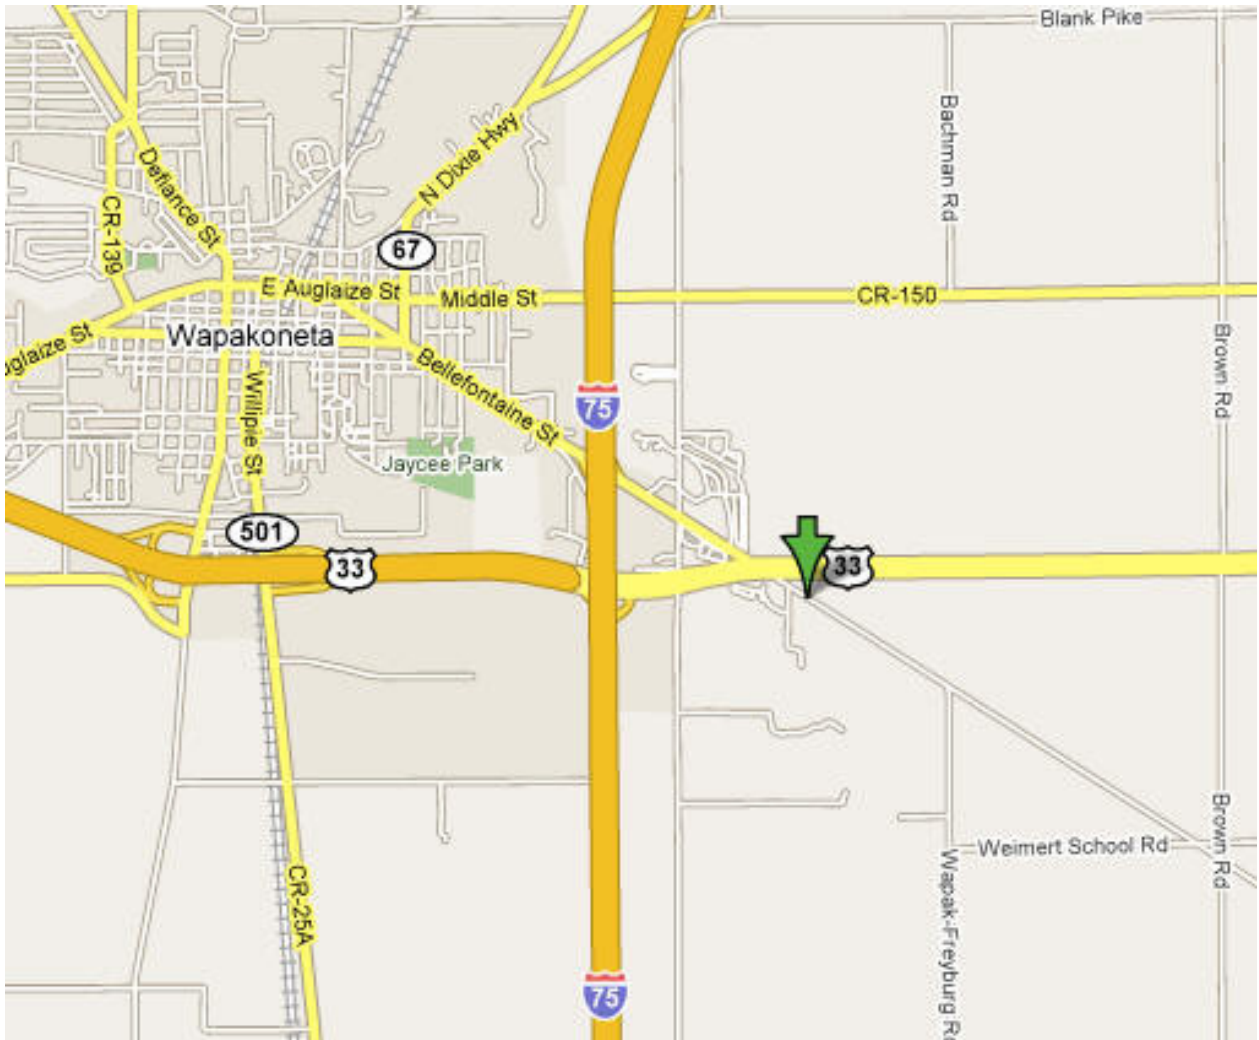 Blank Pike
Bachman Rd
N Dixie Hwy
Defiance St
CR-139
67
E Auglaize St
Middle St
CR-150
Wapakoneta
uglaize St
Bellefontaine St
Brown Rd
Willipie St
75
Jaycee Park
501
33
33
Weimert School Rd
Brown Rd
CR-25A
Wapak-Freyburg R
75